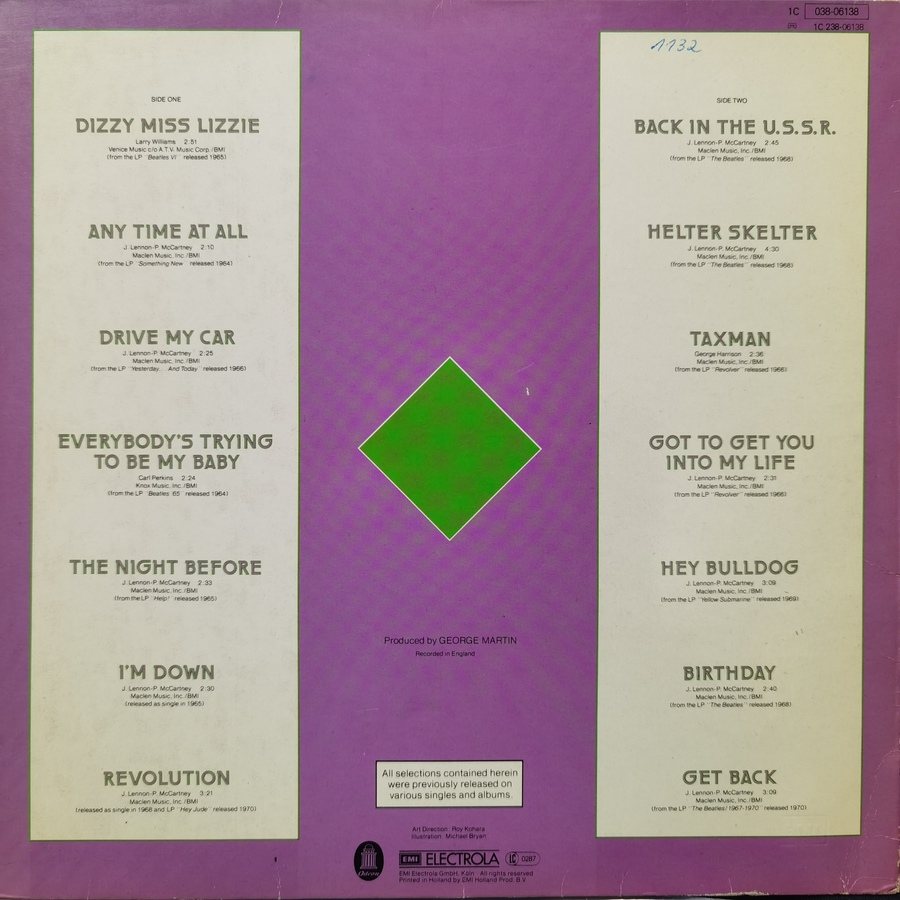 1C 038-06138
1C 238-06138
1132
SIDE ONE
DIZZY MISS LIZZIE
Larry Williams 2:51
Venice Music c/o A.T.V. Music Corp./BMI
(from the LP "Beatles VI" released 1965)
ANY TIME AT ALL
J. Lennon-P. McCartney 2:10
Maclen Music, Inc./BMI
(from the LP "Something New" released 1964)
DRIVE MY CAR
J. Lennon-P. McCartney 2:25
Maclen Music, Inc./BMI
(from the LP "Yesterday... And Today" released 1966)
EVERYBODY'S TRYING
TO BE MY BABY
Carl Perkins 2:24
Knox Music, Inc./BMI
(from the LP "Beatles '65" released 1964)
THE NIGHT BEFORE
J. Lennon-P. McCartney 2:33
Maclen Music, Inc./BMI
(from the LP "Help!" released 1965)
I'M DOWN
J. Lennon-P. McCartney 2:30
Maclen Music, Inc./BMI
(released as single in 1965)
REVOLUTION
J. Lennon-P. McCartney 3:21
Maclen Music, Inc./BMI
(released as single in 1968 and LP "Hey Jude" released 1970)
Produced by GEORGE MARTIN
Recorded in England
All selections contained herein
were previously released on
various singles and albums.
Art Direction: Roy Kohara
Illustration: Michael Bryan
Odeon
EMI ELECTROLA LC 0287
EMI Electrola GmbH, Köln All rights reserved
Printed in Holland by EMI Holland Prod. B.V.
SIDE TWO
BACK IN THE U.S.S.R.
J. Lennon-P. McCartney 2:45
Maclen Music, Inc./BMI
(from the LP "The Beatles" released 1968)
HELTER SKELTER
J. Lennon-P. McCartney 4:30
Maclen Music, Inc./BMI
(from the LP "The Beatles" released 1968)
TAXMAN
George Harrison 2:36
Maclen Music, Inc./BMI
(from the LP "Revolver" released 1966)
GOT TO GET YOU
INTO MY LIFE
J. Lennon-P. McCartney 2:31
Maclen Music, Inc./BMI
(from the LP "Revolver" released 1966)
HEY BULLDOG
J. Lennon-P. McCartney 3:09
Maclen Music, Inc./BMI
(from the LP "Yellow Submarine" released 1969)
BIRTHDAY
J. Lennon-P. McCartney 2:40
Maclen Music, Inc./BMI
(from the LP "The Beatles" released 1968)
GET BACK
J. Lennon-P. McCartney 3:09
Maclen Music, Inc./BMI
(from the LP "The Beatles/1967-1970" released 1970)